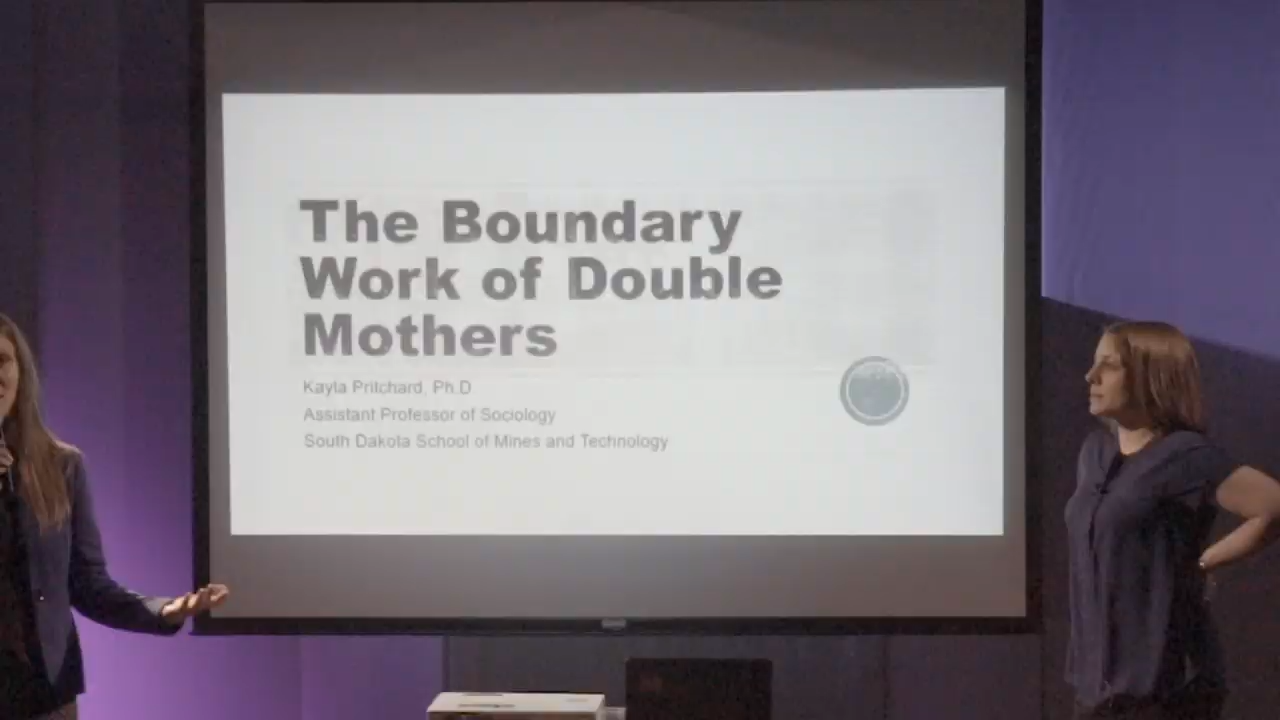 The Boundary
Work of Double
Mothers
Kayla Pritchard, Ph.D
Assistant Professor of Sociology
South Dakota School of Mines and Technology